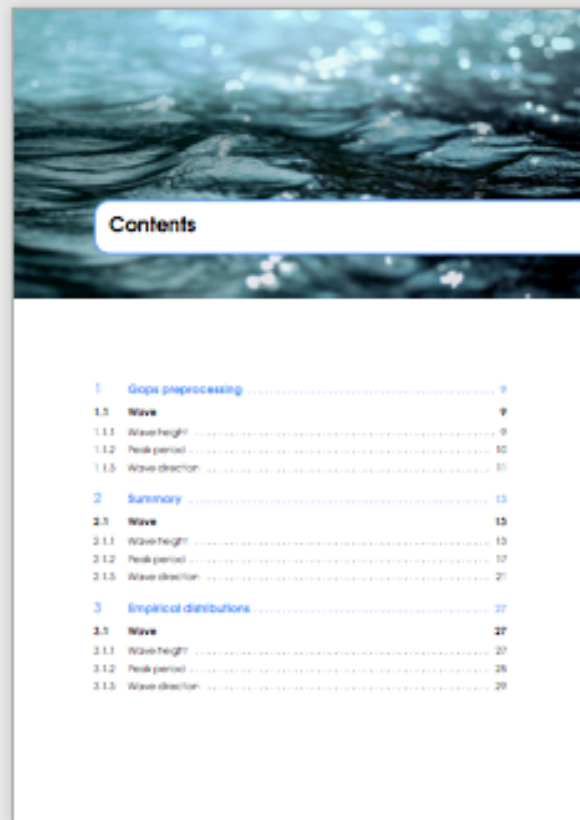 Contents
1 Gaps preprocessing 9
1.1 Wave 9
1.1.1 Wave height 9
1.1.2 Peak period 10
1.1.3 Wave direction 11
2 Summary 13
2.1 Wave 13
2.1.1 Wave height 13
2.1.2 Peak period 17
2.1.3 Wave direction 21
3 Empirical distributions 27
3.1 Wave 27
3.1.1 Wave height 27
3.1.2 Peak period 28
3.1.3 Wave direction 29